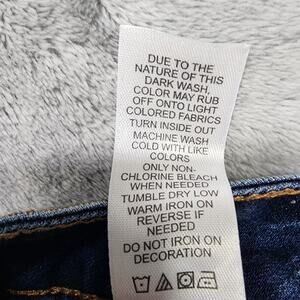 DUE TO THE
NATURE OF THIS
DARK WASH,
COLOR MAY RUB
OFF ONTO LIGHT
COLORED FABRICS
TURN INSIDE OUT
MACHINE WASH
COLD WITH LIKE
COLORS
ONLY NON-
CHLORINE BLEACH
WHEN NEEDED
TUMBLE DRY LOW
WARM IRON ON
REVERSE IF
NEEDED
DO NOT IRON ON
DECORATION